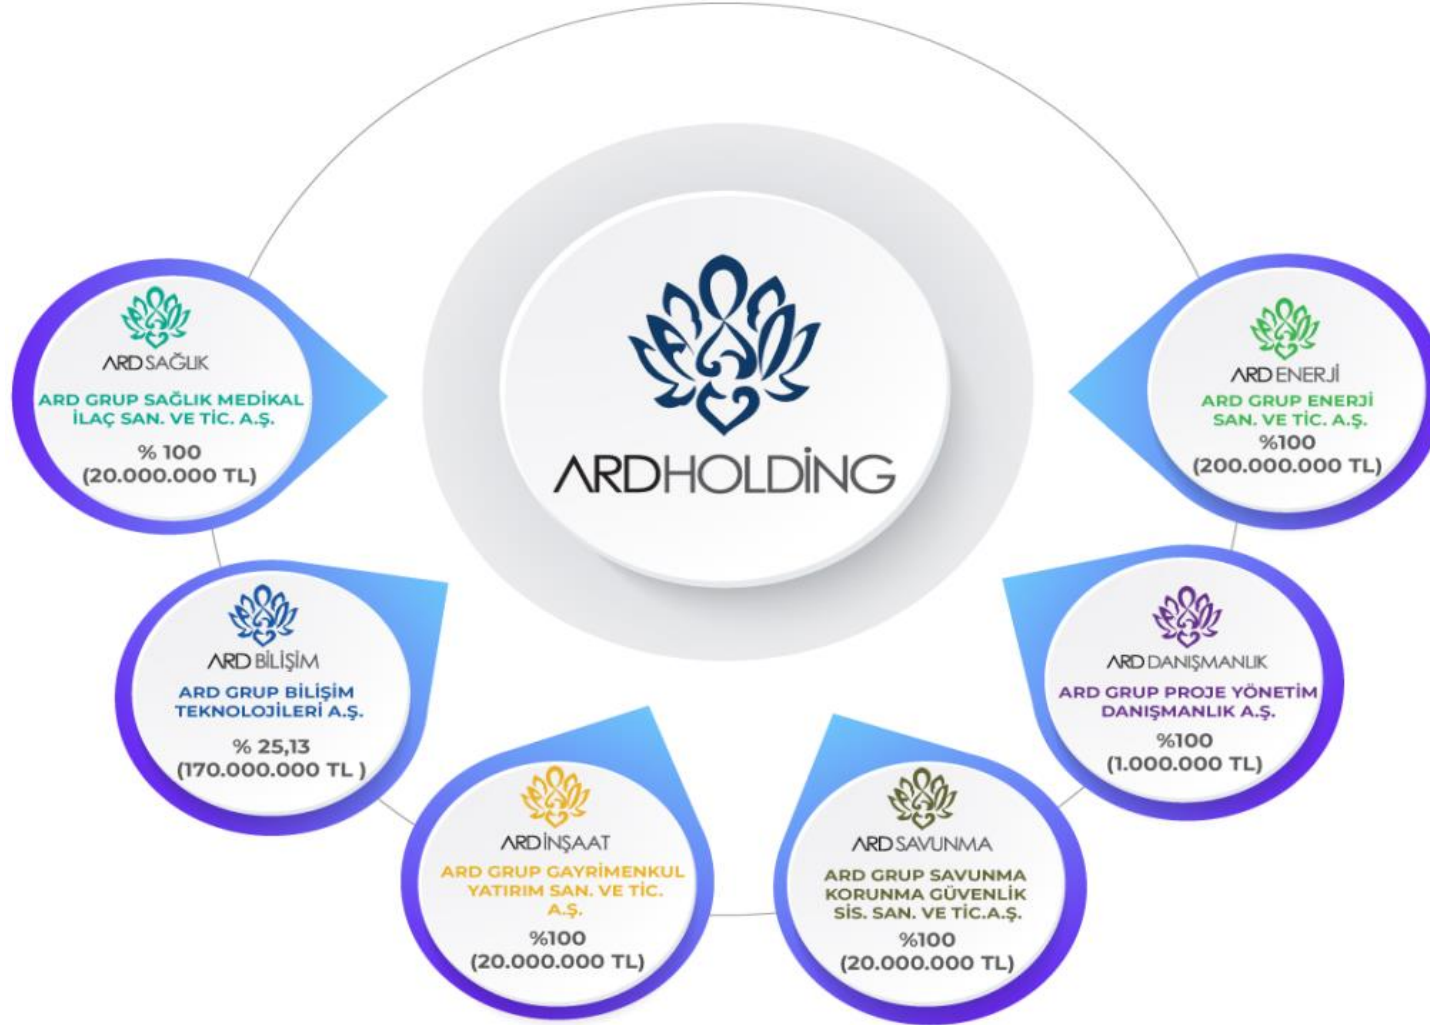 ARDHOLDİNG
ARD SAĞLIK
ARD GRUP SAĞLIK MEDİKAL
İLAÇ SAN. VE TİC. A.Ş.
% 100
(20.000.000 TL)
ARD BİLİŞİM
ARD GRUP BİLİŞİM
TEKNOLOJİLERİ A.Ş.
% 25,13
(170.000.000 TL )
ARD İNŞAAT
ARD GRUP GAYRİMENKUL
YATIRIM SAN. VE TİC.
A.Ş.
%100
(20.000.000 TL)
ARD SAVUNMA
ARD GRUP SAVUNMA
KORUNMA GÜVENLİK
SİS. SAN. VE TİC.A.Ş.
%100
(20.000.000 TL)
ARD DANIŞMANLIK
ARD GRUP PROJE YÖNETİM
DANIŞMANLIK A.Ş.
%100
(1.000.000 TL)
ARD ENERJİ
ARD GRUP ENERJİ
SAN. VE TİC. A.Ş.
%100
(200.000.000 TL)